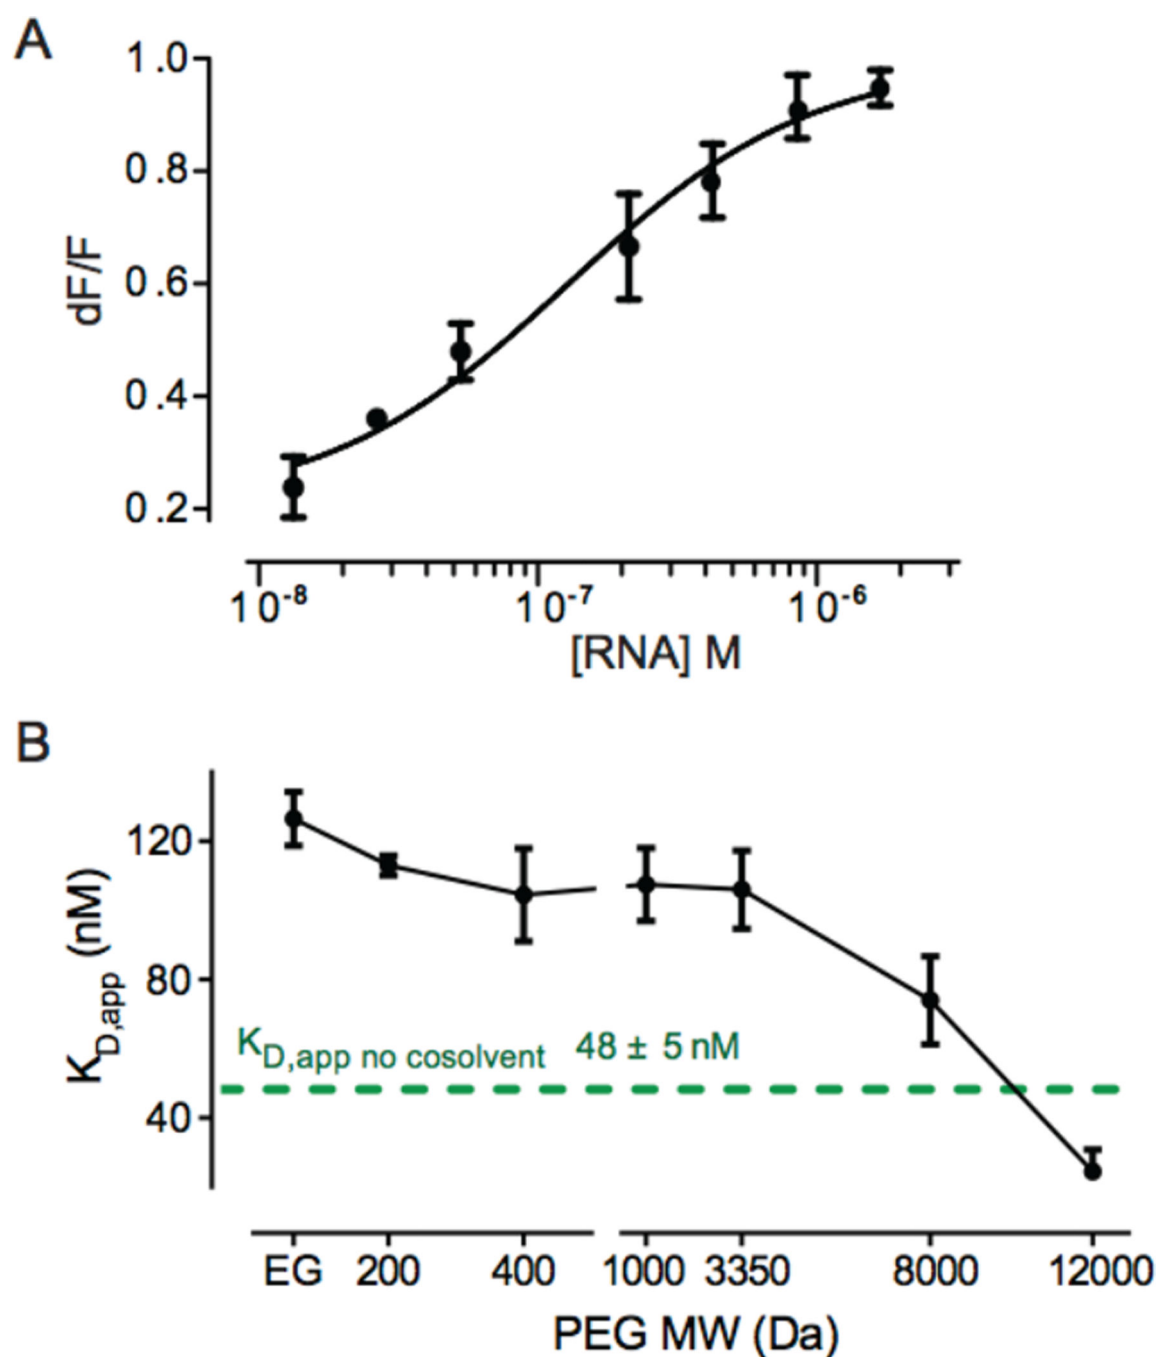 A
1.0
0.8
0.6
0.4
0.2
dF/F
10-8 10-7 10-6
[RNA] M
B
120
80
40
KD,app (nM)
KD,app no cosolvent 48 ± 5 nM
EG 200 400 1000 3350 8000 12000
PEG MW (Da)